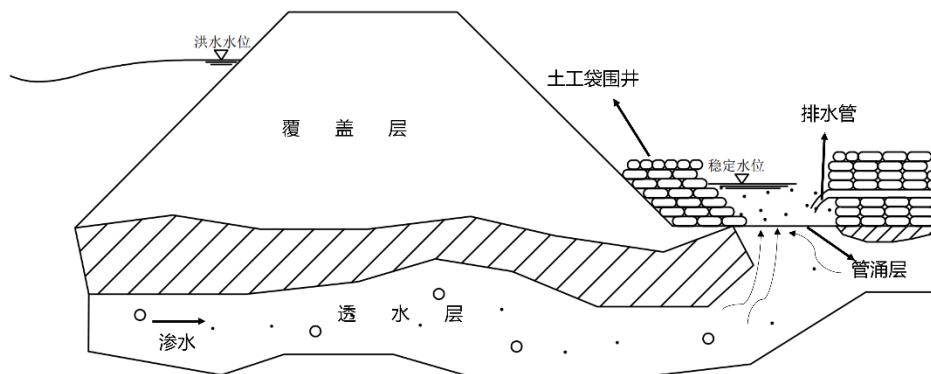 洪水水位
土工袋围井
排水管
覆 盖 层
稳定水位
管涌层
透 水 层
渗水